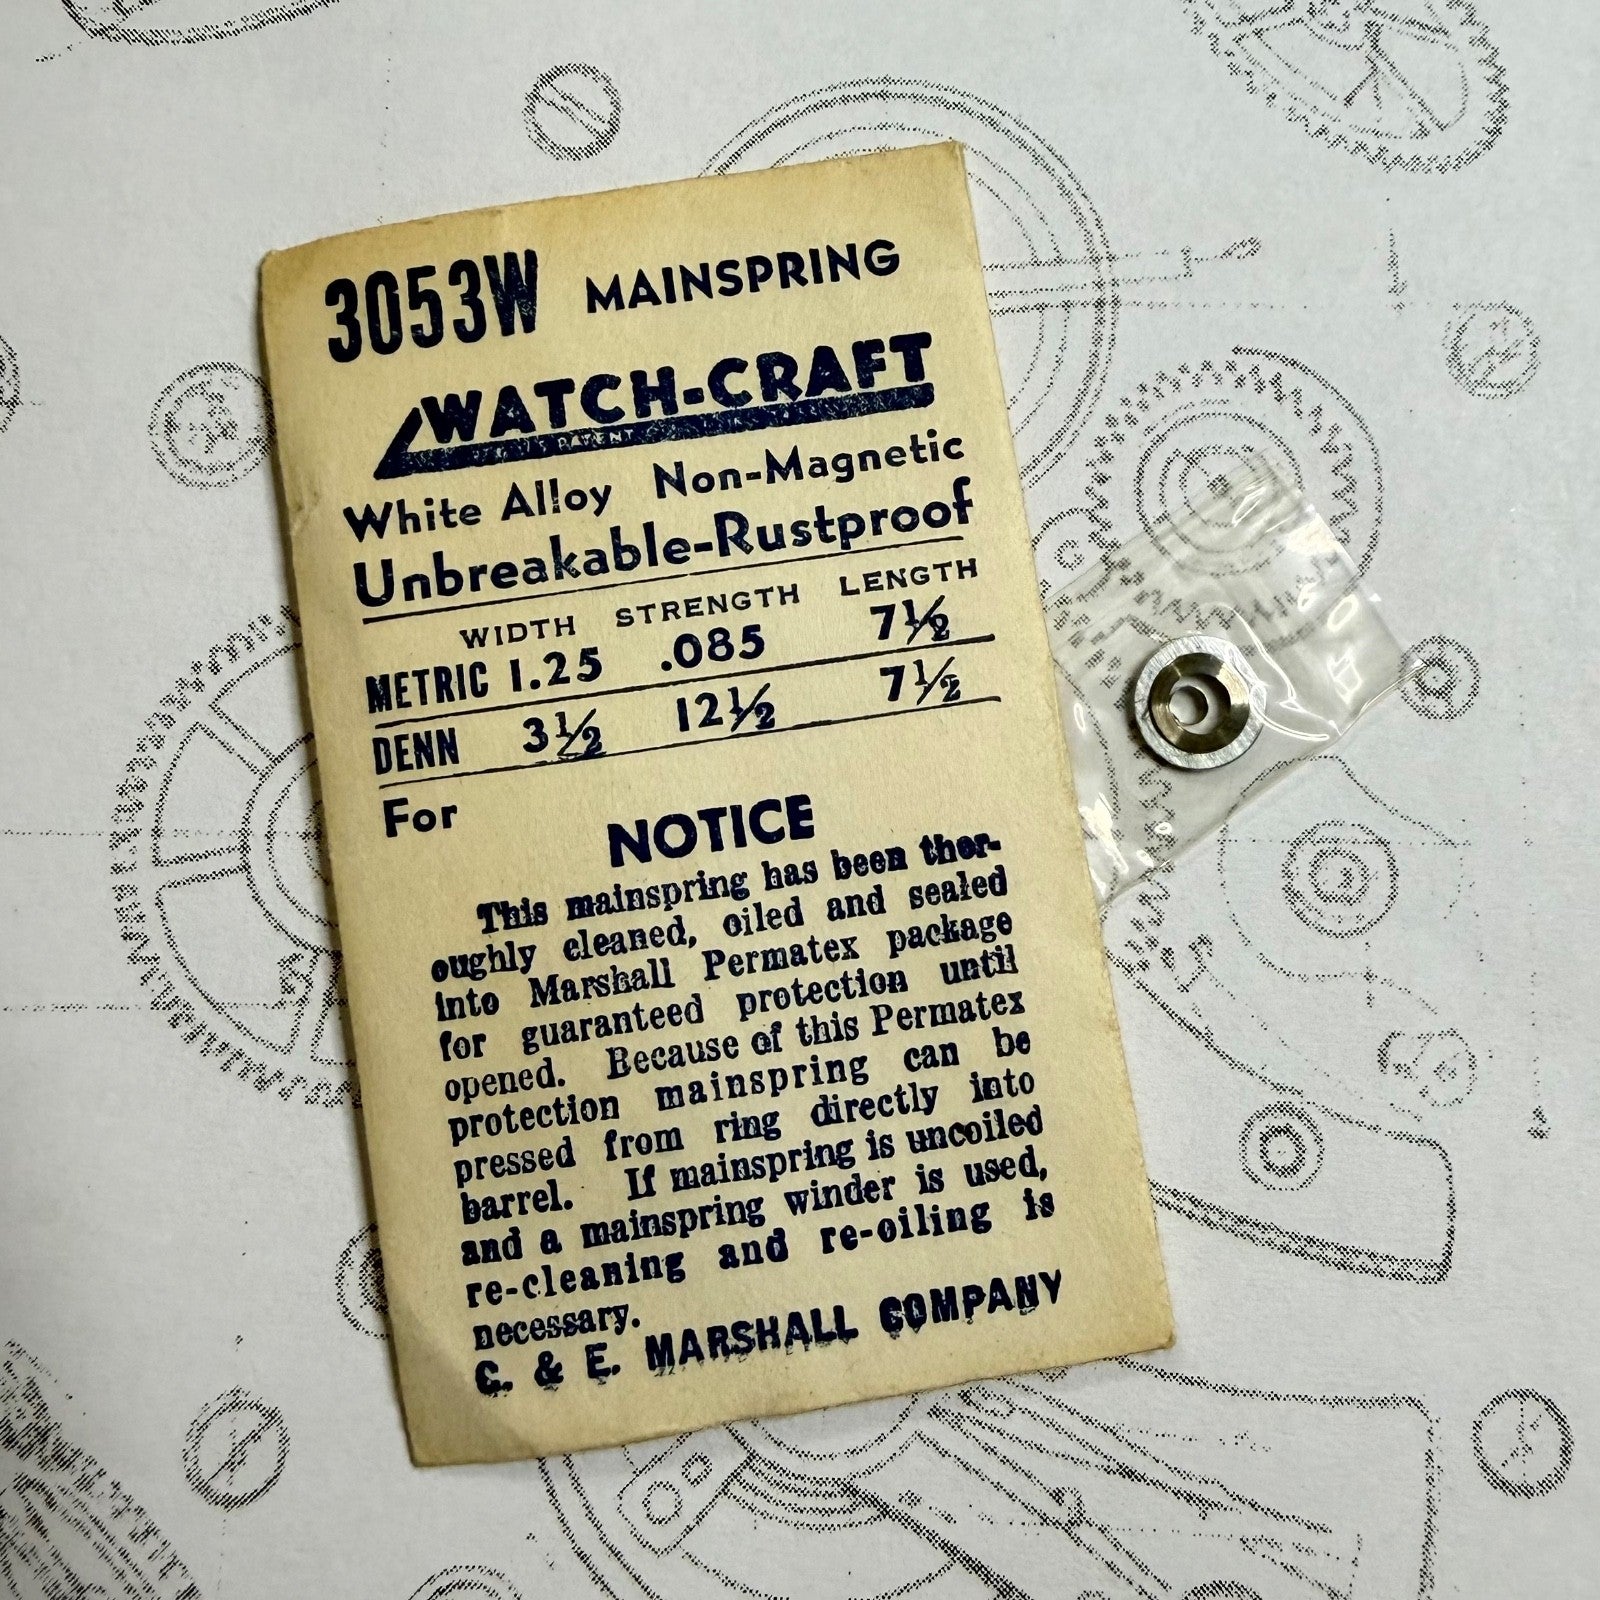 3053W MAINSPRING
WATCH-CRAFT
White Alloy Non-Magnetic
Unbreakable-Rustproof
WIDTH STRENGTH LENGTH
METRIC 1.25 .085 7½
DENN 3½ 12½ 7½
For
NOTICE
This mainspring has been thor-
oughly cleaned, oiled and sealed
into Marshall Permatex package
for guaranteed protection until
opened. Because of this Permatex
protection mainspring can be
pressed from ring directly into
barrel. If mainspring is uncoiled
and a mainspring winder is used,
re-cleaning and re-oiling is
necessary.
C. & E. MARSHALL COMPANY